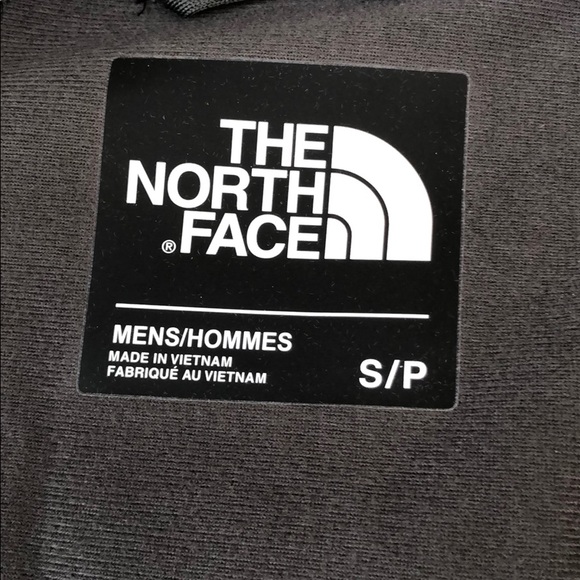 THE
NORTH
® FACE
MENS/HOMMES
MADE IN VIETNAM
FABRIQUÉ AU VIETNAM
S/P